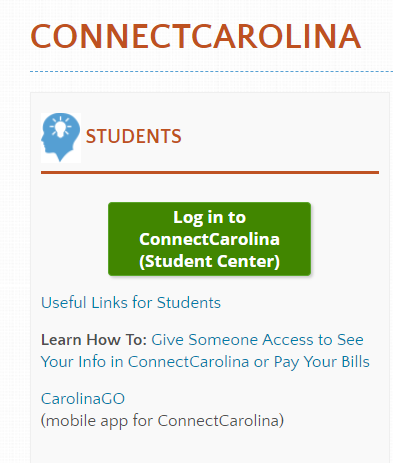 CONNECTCAROLINA
STUDENTS
Log in to
ConnectCarolina
(Student Center)
Useful Links for Students
Learn How To: Give Someone Access to See
Your Info in ConnectCarolina or Pay Your Bills
CarolinaGO
(mobile app for ConnectCarolina)